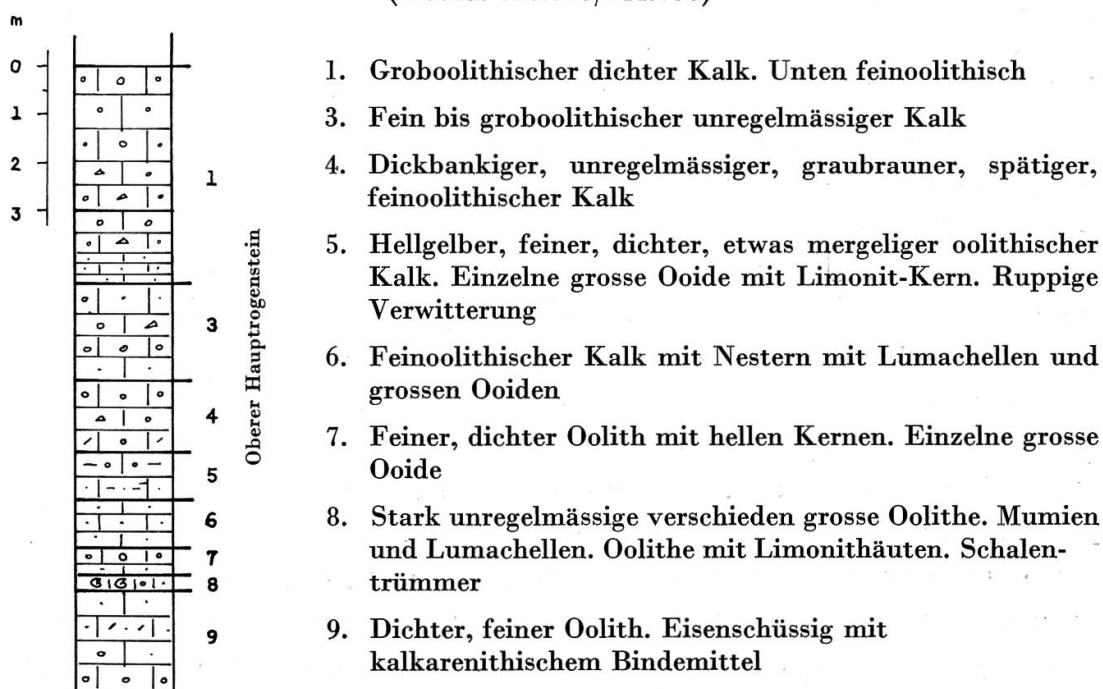 m
0
1
2
3
1
3
4
5
6
7
8
9
Oberer Hauptrogenstein
1. Groboolithischer dichter Kalk. Unten feinoolithisch
3. Fein bis groboolithischer unregelmässiger Kalk
4. Dickbankiger, unregelmässiger, graubrauner, spätiger,
feinoolithischer Kalk
5. Hellgelber, feiner, dichter, etwas mergeliger oolithischer
Kalk. Einzelne grosse Ooide mit Limonit-Kern. Ruppige
Verwitterung
6. Feinoolithischer Kalk mit Nestern mit Lumachellen und
grossen Ooiden
7. Feiner, dichter Oolith mit hellen Kernen. Einzelne grosse
Ooide
8. Stark unregelmässige verschieden grosse Oolithe. Mumien
und Lumachellen. Oolithe mit Limonithäuten. Schalen-
trümmer
9. Dichter, feiner Oolith. Eisenschüssig mit
kalkarenithischem Bindemittel